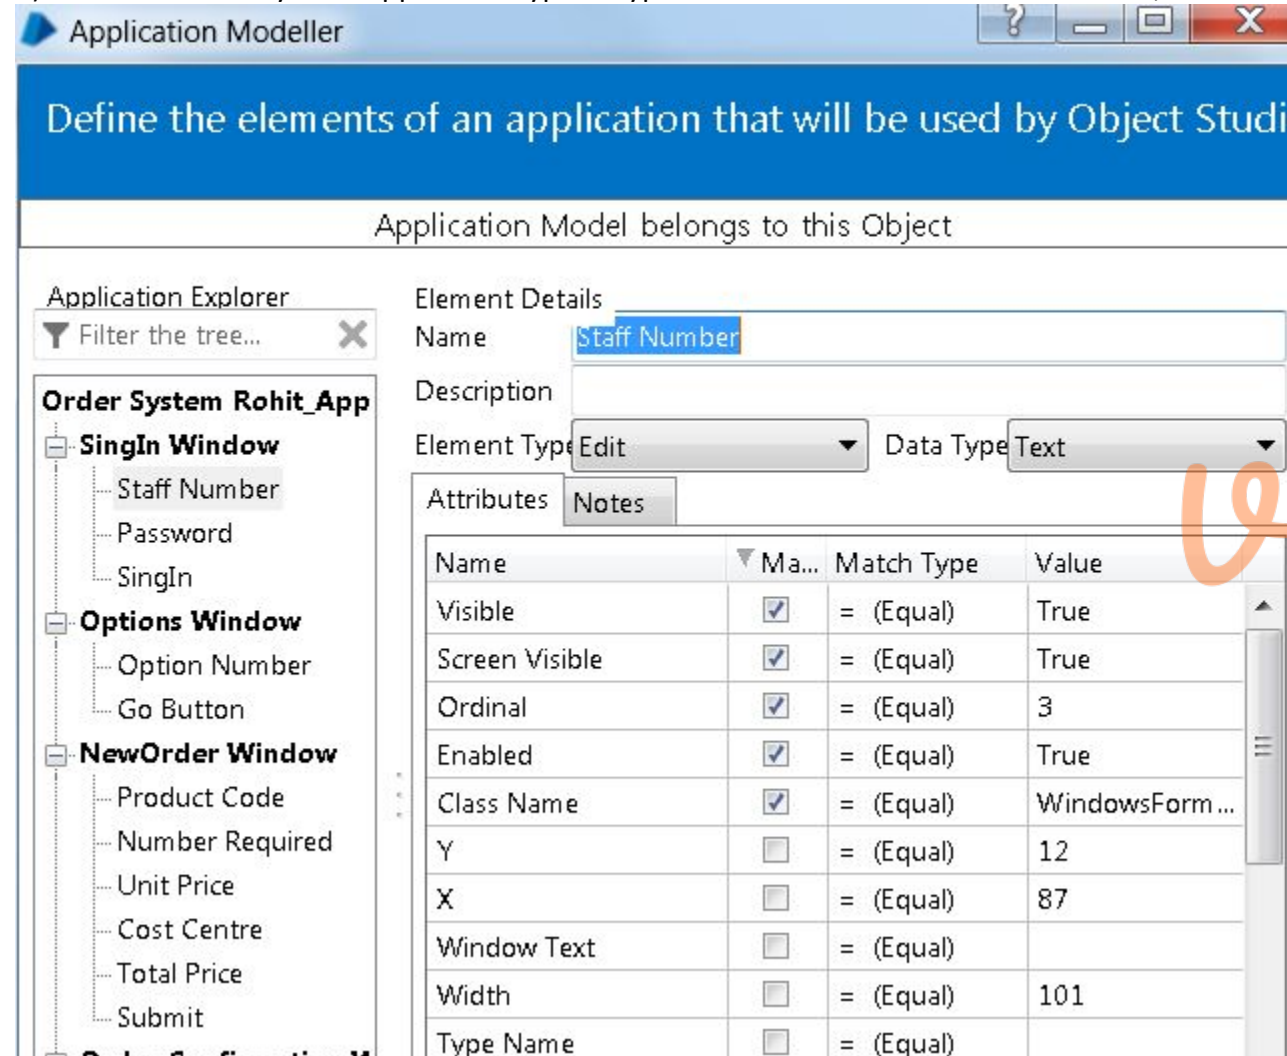 Application Modeller
Define the elements of an application that will be used by Object Studi
Application Model belongs to this Object
Application Explorer
Filter the tree...
Order System Rohit_App
SingIn Window
Staff Number
Password
SingIn
Options Window
Option Number
Go Button
NewOrder Window
Product Code
Number Required
Unit Price
Cost Centre
Total Price
Submit
Element Details
Name Staff Number
Description
Element Type Edit Data Type Text
Attributes Notes
Name Ma... Match Type Value
Visible = (Equal) True
Screen Visible = (Equal) True
Ordinal = (Equal) 3
Enabled = (Equal) True
Class Name = (Equal) WindowsForm...
Y = (Equal) 12
X = (Equal) 87
Window Text = (Equal)
Width = (Equal) 101
Type Name = (Equal)